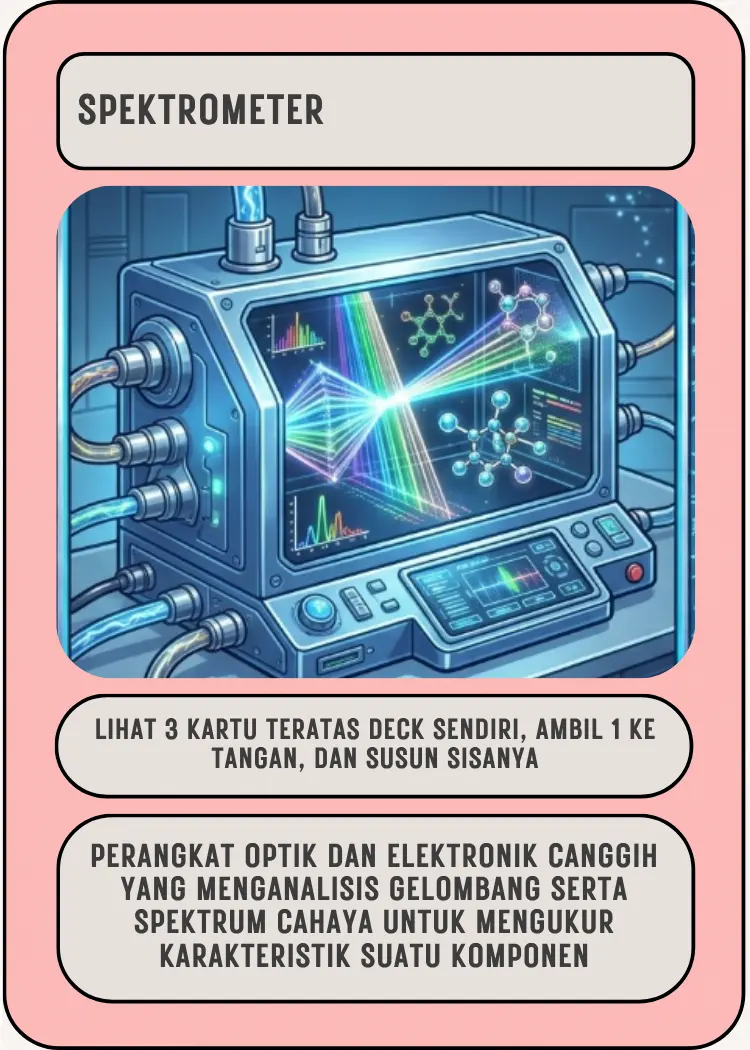 SPEKTROMETER
LIHAT 3 KARTU TERATAS DECK SENDIRI, AMBIL 1 KE
TANGAN, DAN SUSUN SISANYA
PERANGKAT OPTIK DAN ELEKTRONIK CANGGIH
YANG MENGANALISIS GELOMBANG SERTA
SPEKTRUM CAHAYA UNTUK MENGUKUR
KARAKTERISTIK SUATU KOMPONEN